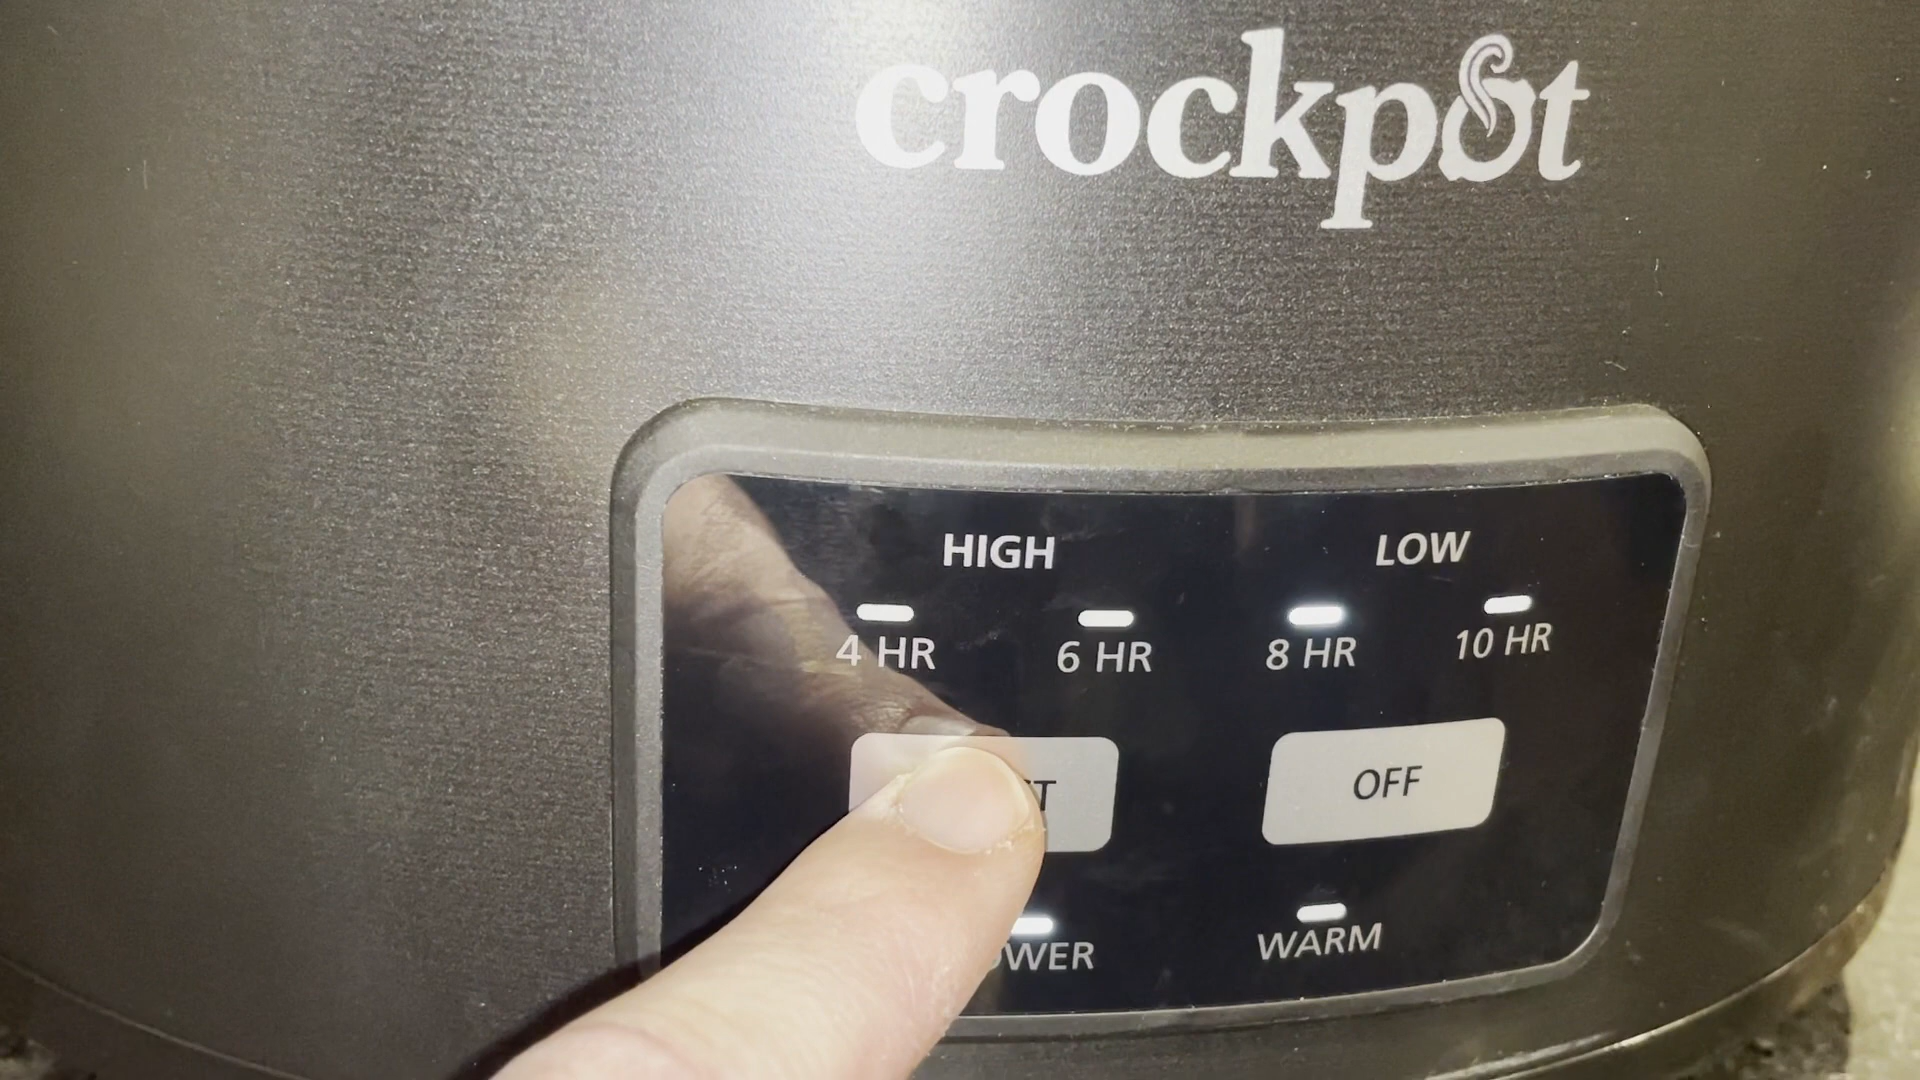 crockpot
HIGH LOW
4 HR 6 HR 8 HR 10 HR
OFF
WARM